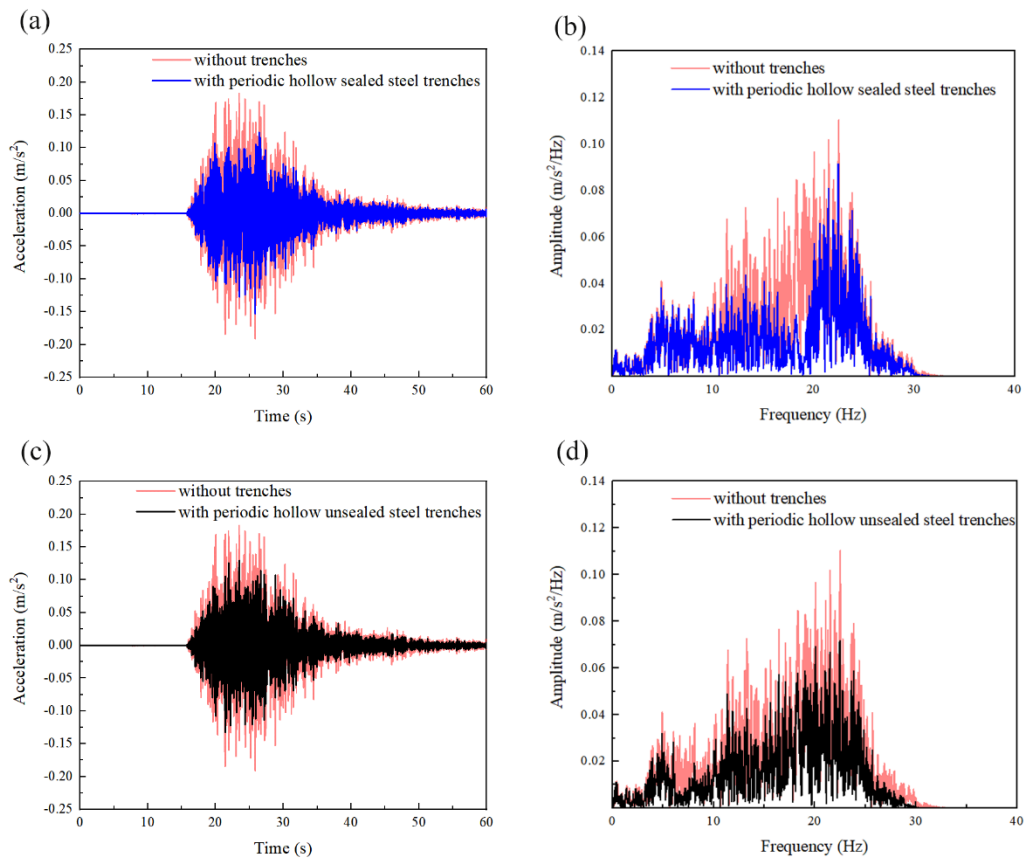 (a)
0.25
0.20
0.15
0.10
0.05
0.00
-0.05
-0.10
-0.15
-0.20
-0.25
Acceleration (m/s²)
without trenches
with periodic hollow sealed steel trenches
0 10 20 30 40 50 60
Time (s)
(b)
0.14
0.12
0.10
0.08
0.06
0.04
0.02
Amplitude (m/s²/Hz)
without trenches
with periodic hollow sealed steel trenches
0 10 20 30 40
Frequency (Hz)
(c)
0.25
0.20
0.15
0.10
0.05
0.00
-0.05
-0.10
-0.15
-0.20
-0.25
Acceleration (m/s²)
without trenches
with periodic hollow unsealed steel trenches
0 10 20 30 40 50 60
Time (s)
(d)
0.14
0.12
0.10
0.08
0.06
0.04
0.02
Amplitude (m/s²/Hz)
without trenches
with periodic hollow unsealed steel trenches
0 10 20 30 40
Frequency (Hz)